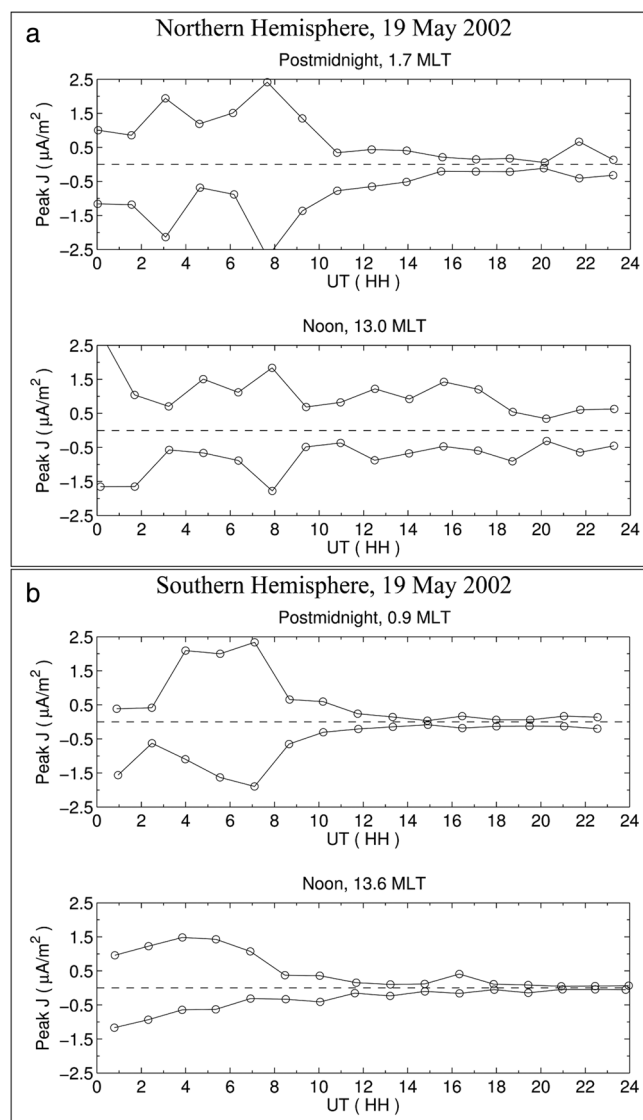 a
Northern Hemisphere, 19 May 2002
Postmidnight, 1.7 MLT
Peak J ( μA/m² )
2.5
1.5
0.5
−0.5
−1.5
−2.5
0 2 4 6 8 10 12 14 16 18 20 22 24
UT ( HH )
Noon, 13.0 MLT
Peak J ( μA/m² )
2.5
1.5
0.5
−0.5
−1.5
−2.5
0 2 4 6 8 10 12 14 16 18 20 22 24
UT ( HH )
b
Southern Hemisphere, 19 May 2002
Postmidnight, 0.9 MLT
Peak J ( μA/m² )
2.5
1.5
0.5
−0.5
−1.5
−2.5
0 2 4 6 8 10 12 14 16 18 20 22 24
UT ( HH )
Noon, 13.6 MLT
Peak J ( μA/m² )
2.5
1.5
0.5
−0.5
−1.5
−2.5
0 2 4 6 8 10 12 14 16 18 20 22 24
UT ( HH )